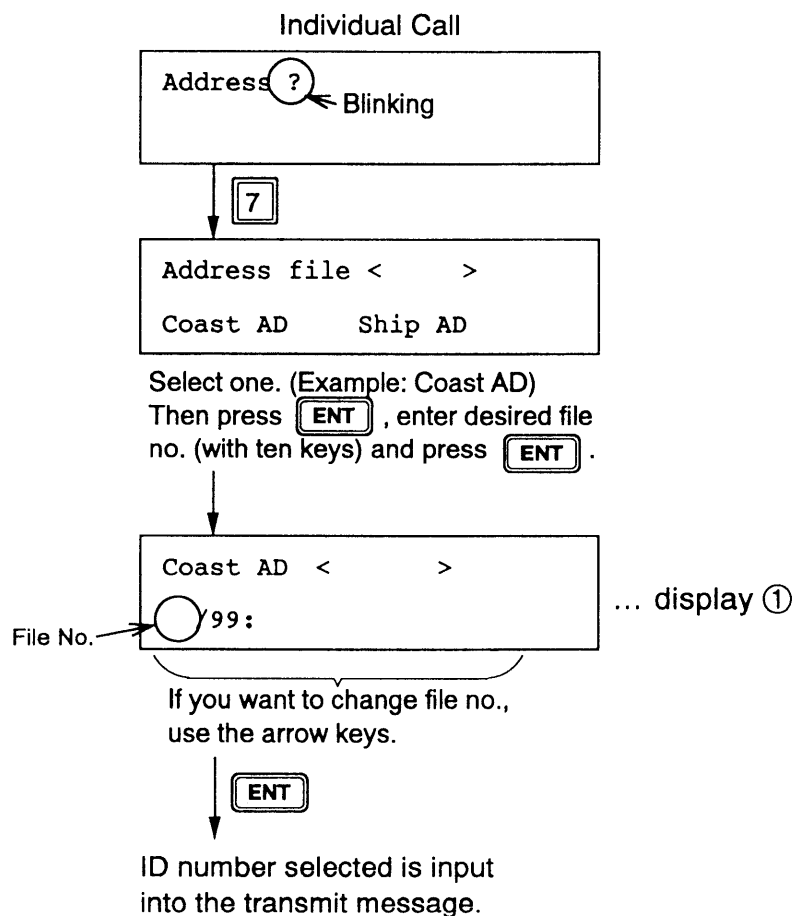 Individual Call
Address ?
Blinking
7
Address file <      >
Coast AD    Ship AD
Select one. (Example: Coast AD)
Then press ENT , enter desired file
no. (with ten keys) and press ENT .
Coast AD  <      >
... display ①
/99:
File No.
If you want to change file no.,
use the arrow keys.
ENT
ID number selected is input
into the transmit message.